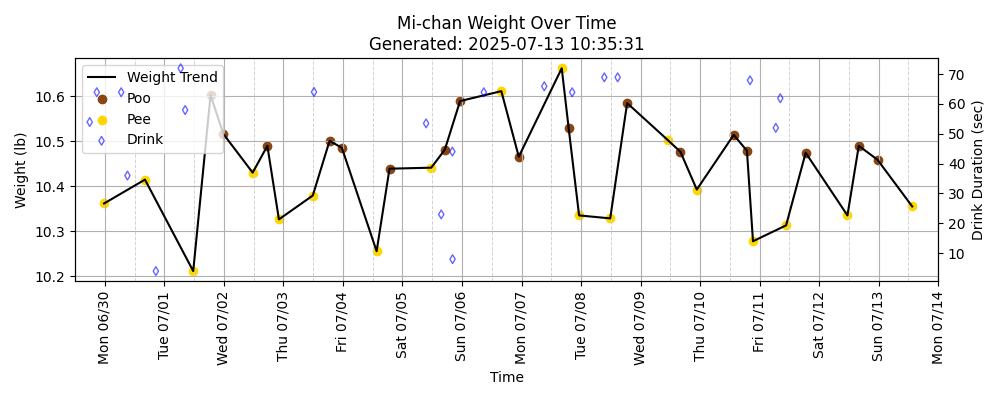 Mi-chan Weight Over Time
Generated: 2025-07-13 10:35:31
Weight Trend
Poo
Pee
Drink
Weight (lb)
10.6
10.5
10.4
10.3
10.2
Drink Duration (sec)
70
60
50
40
30
20
10
Mon 06/30
Tue 07/01
Wed 07/02
Thu 07/03
Fri 07/04
Sat 07/05
Sun 07/06
Mon 07/07
Tue 07/08
Wed 07/09
Thu 07/10
Fri 07/11
Sat 07/12
Sun 07/13
Mon 07/14
Time